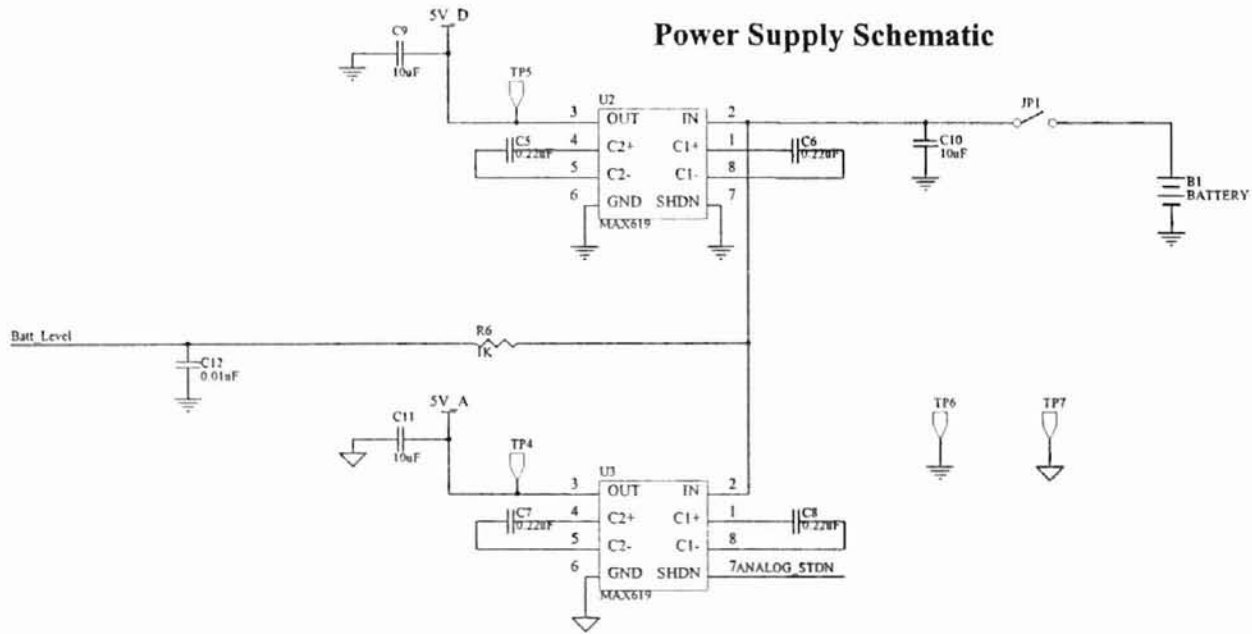 Power Supply Schematic
5V_D
C9
10uF
TP5
U2
JP1
3 OUT IN 2
C5
0.22uF
4 C2+ C1+ 1
C6
0.22uF
C10
10uF
5 C2- C1- 8
B1
BATTERY
6 GND SHDN 7
MAX619
Batt_Level
R6
1K
C12
0.01uF
5V_A
C11
10uF
TP4
TP6
TP7
U3
3 OUT IN 2
C7
0.22uF
4 C2+ C1+ 1
C8
0.22uF
5 C2- C1- 8
6 GND SHDN 7 ANALOG_STDN
MAX619